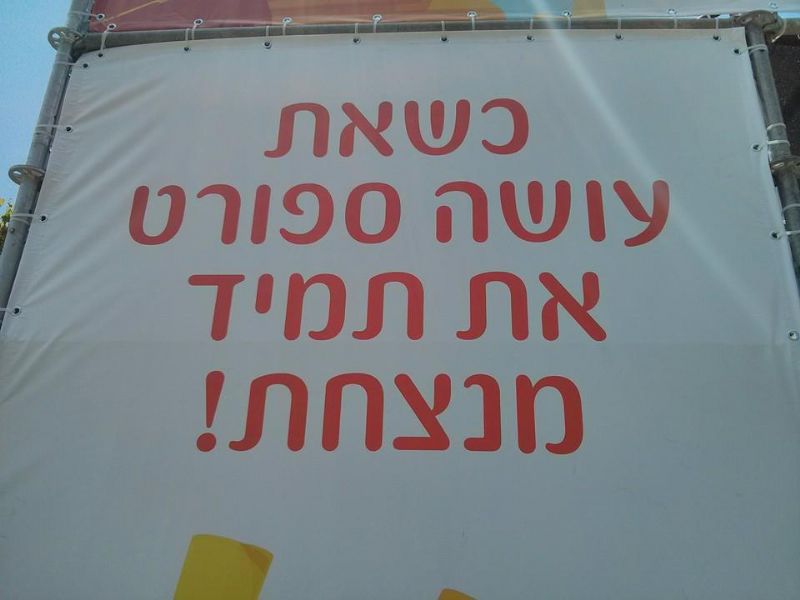 כשאת
עושה ספורט
את תמיד
מנצחת!